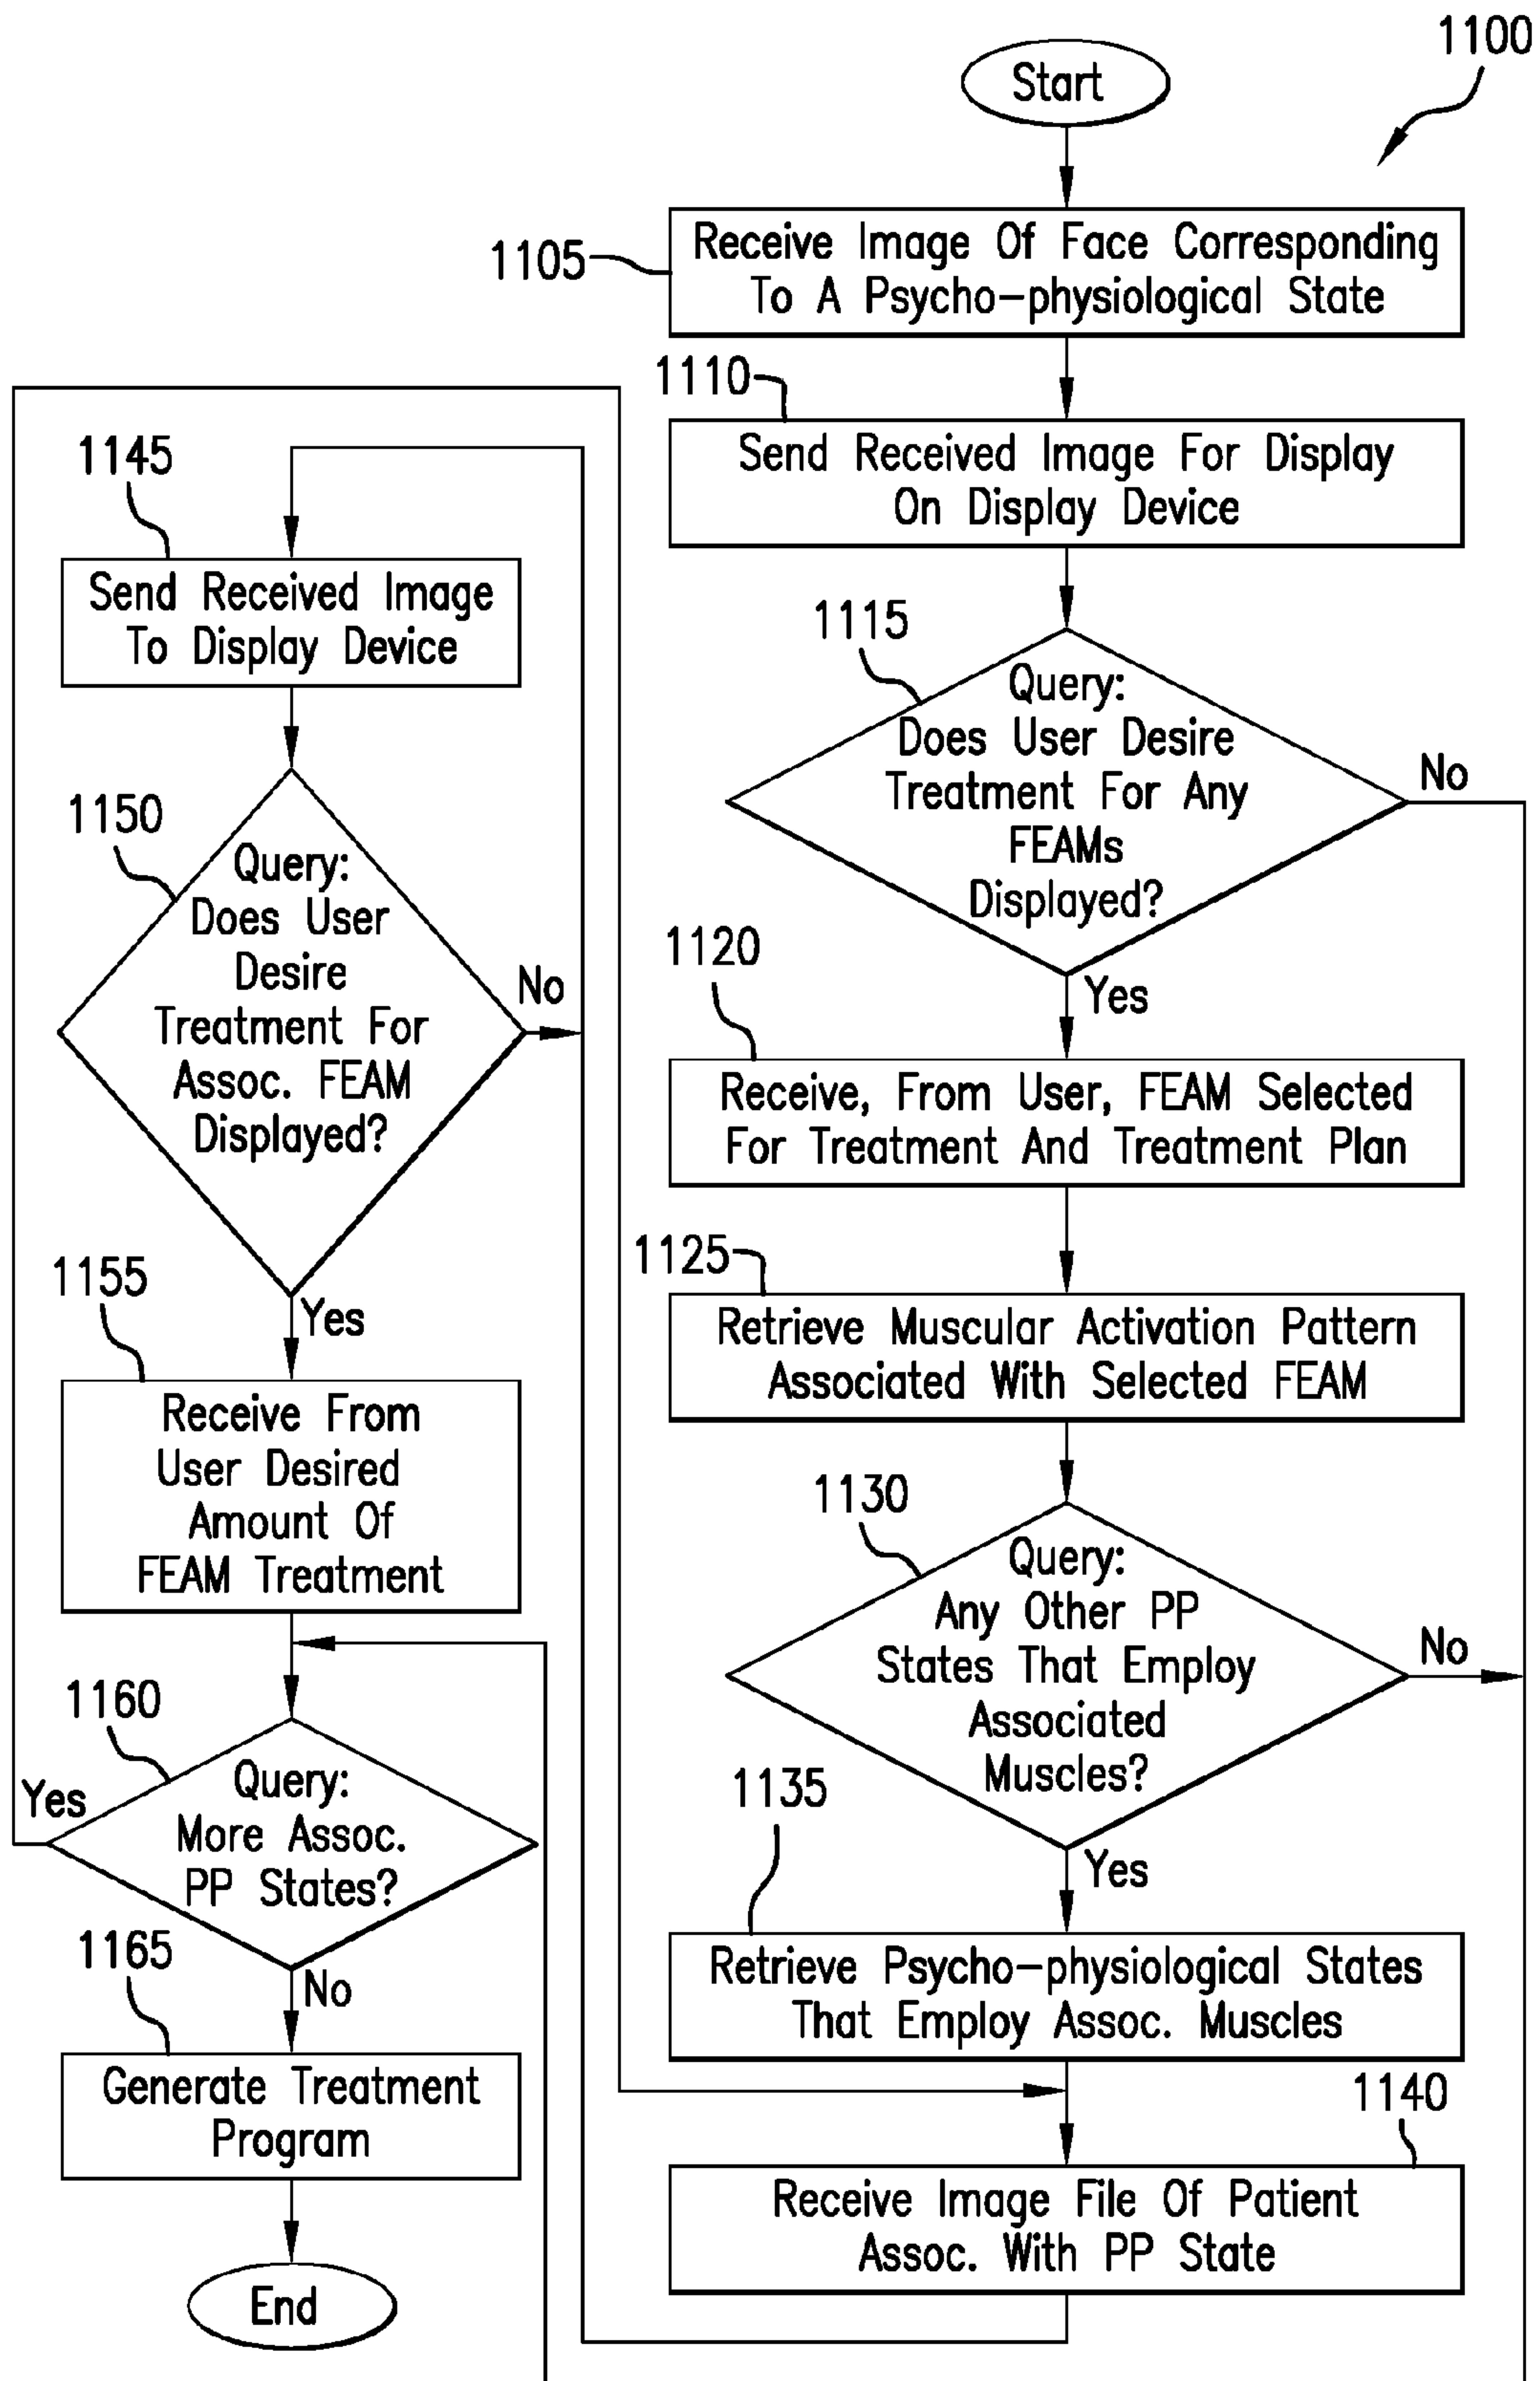 1100
Start
1105
Receive Image Of Face Corresponding
To A Psycho-physiological State
1110
Send Received Image For Display
On Display Device
1115
Query:
Does User Desire
Treatment For Any
FEAMs
Displayed?
No
Yes
1120
Receive, From User, FEAM Selected
For Treatment And Treatment Plan
1125
Retrieve Muscular Activation Pattern
Associated With Selected FEAM
1130
Query:
Any Other PP
States That Employ
Associated
Muscles?
No
Yes
1135
Retrieve Psycho-physiological States
That Employ Assoc. Muscles
1140
Receive Image File Of Patient
Assoc. With PP State
1145
Send Received Image
To Display Device
1150
Query:
Does User
Desire
Treatment For
Assoc. FEAM
Displayed?
No
Yes
1155
Receive From
User Desired
Amount Of
FEAM Treatment
1160
Query:
More Assoc.
PP States?
Yes
No
1165
Generate Treatment
Program
End